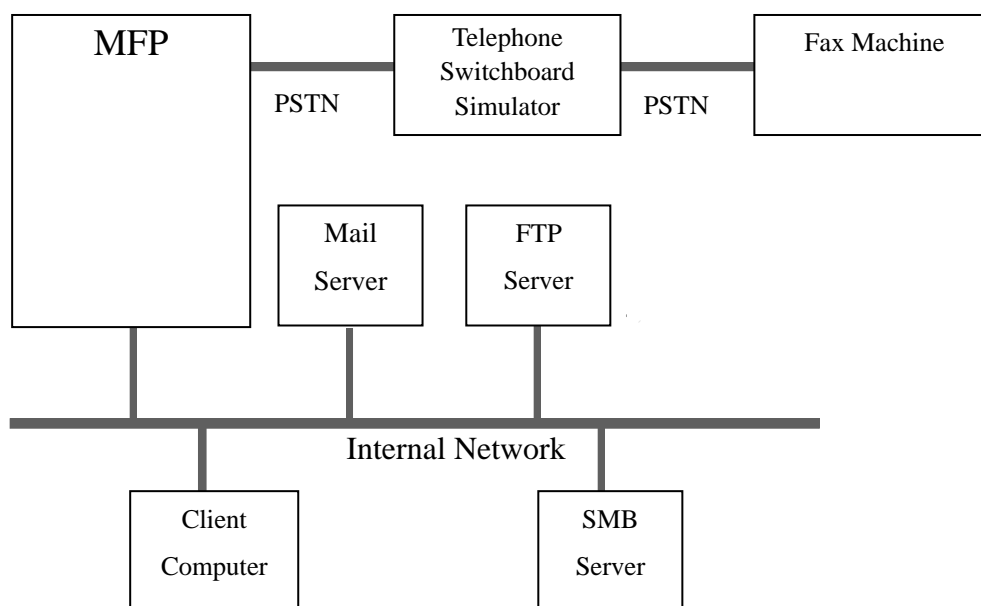 MFP
Telephone
Switchboard
Simulator
Fax Machine
PSTN
PSTN
Mail
Server
FTP
Server
Internal Network
Client
Computer
SMB
Server